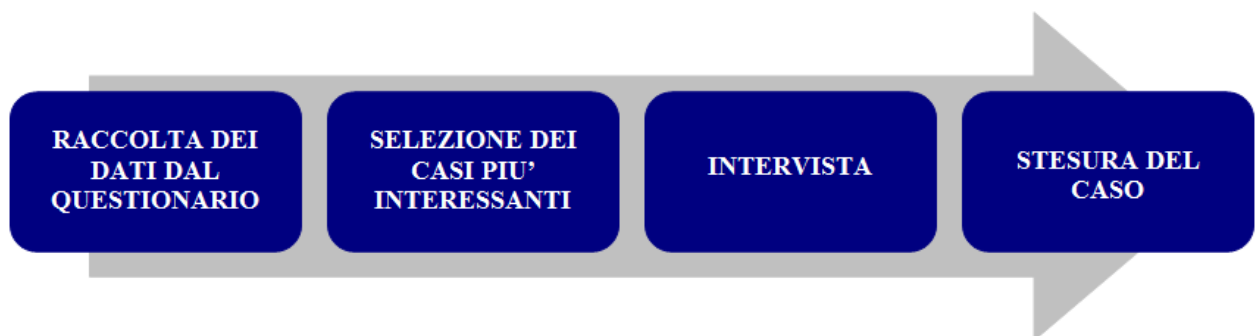 RACCOLTA DEI
DATI DAL
QUESTIONARIO
SELEZIONE DEI
CASI PIU’
INTERESSANTI
INTERVISTA
STESURA DEL
CASO